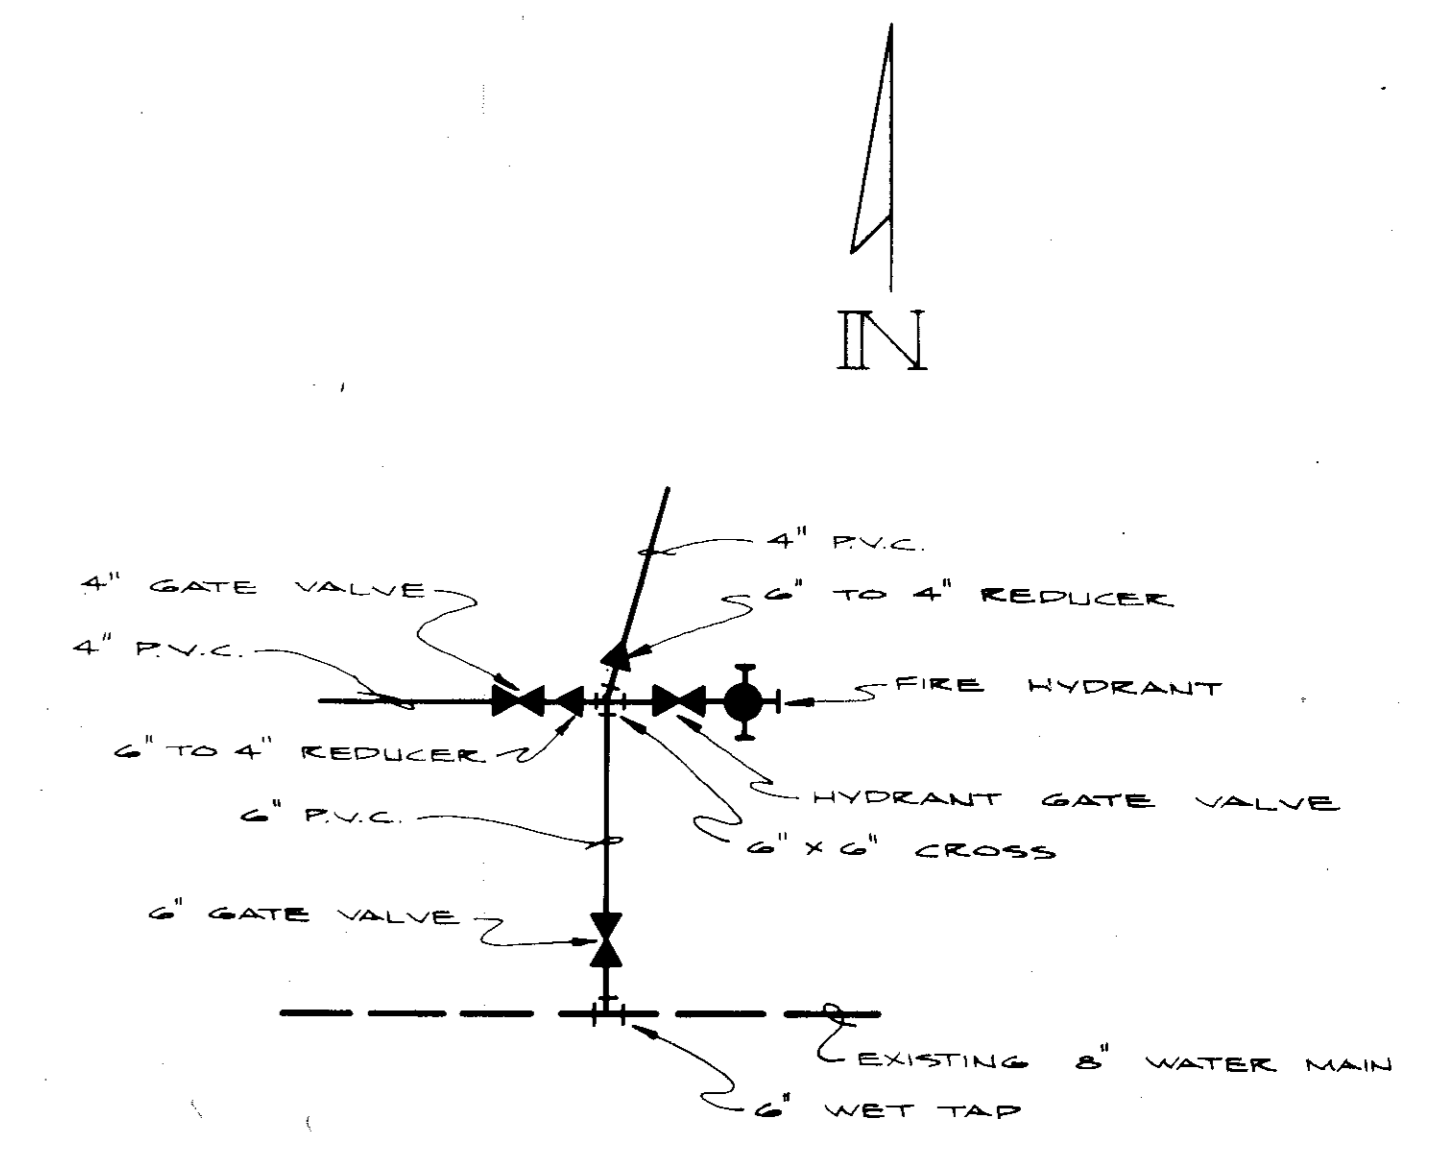 N
4" P.V.C.
4" GATE VALVE
6" TO 4" REDUCER
4" P.V.C.
FIRE HYDRANT
6" TO 4" REDUCER
HYDRANT GATE VALVE
6" P.V.C.
6" X 6" CROSS
6" GATE VALVE
EXISTING 8" WATER MAIN
6" WET TAP